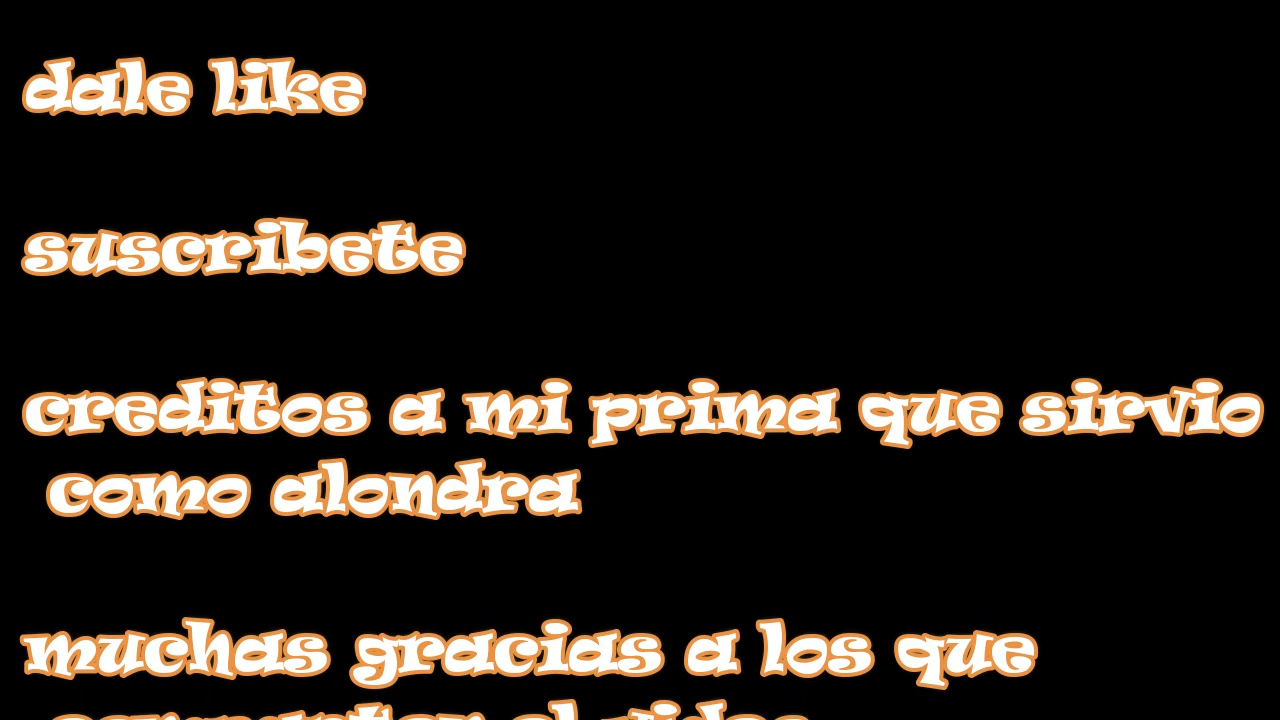 dale like
suscribete
creditos a mi prima que sirvio
como alondra
muchas gracias a los que